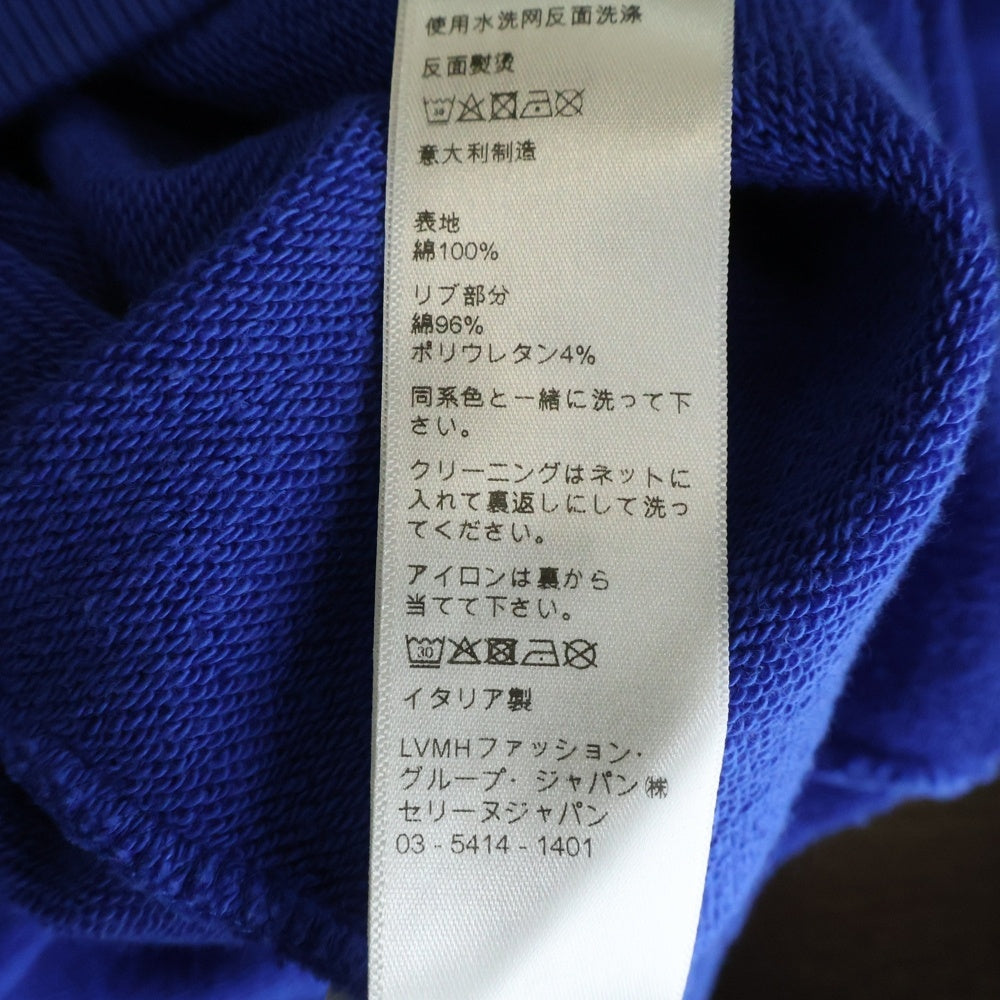 使用水洗网反面洗涤
反面熨烫
30
意大利制造
表地
綿100%
リブ部分
綿96%
ポリウレタン4%
同系色と一緒に洗って下
さい。
クリーニングはネットに
入れて裏返しにして洗っ
てください。
アイロンは裏から
当てて下さい。
30
イタリア製
LVMHファッション·
グループ· ジャパン㈱
セリーヌジャパン
03 - 5414 - 1401